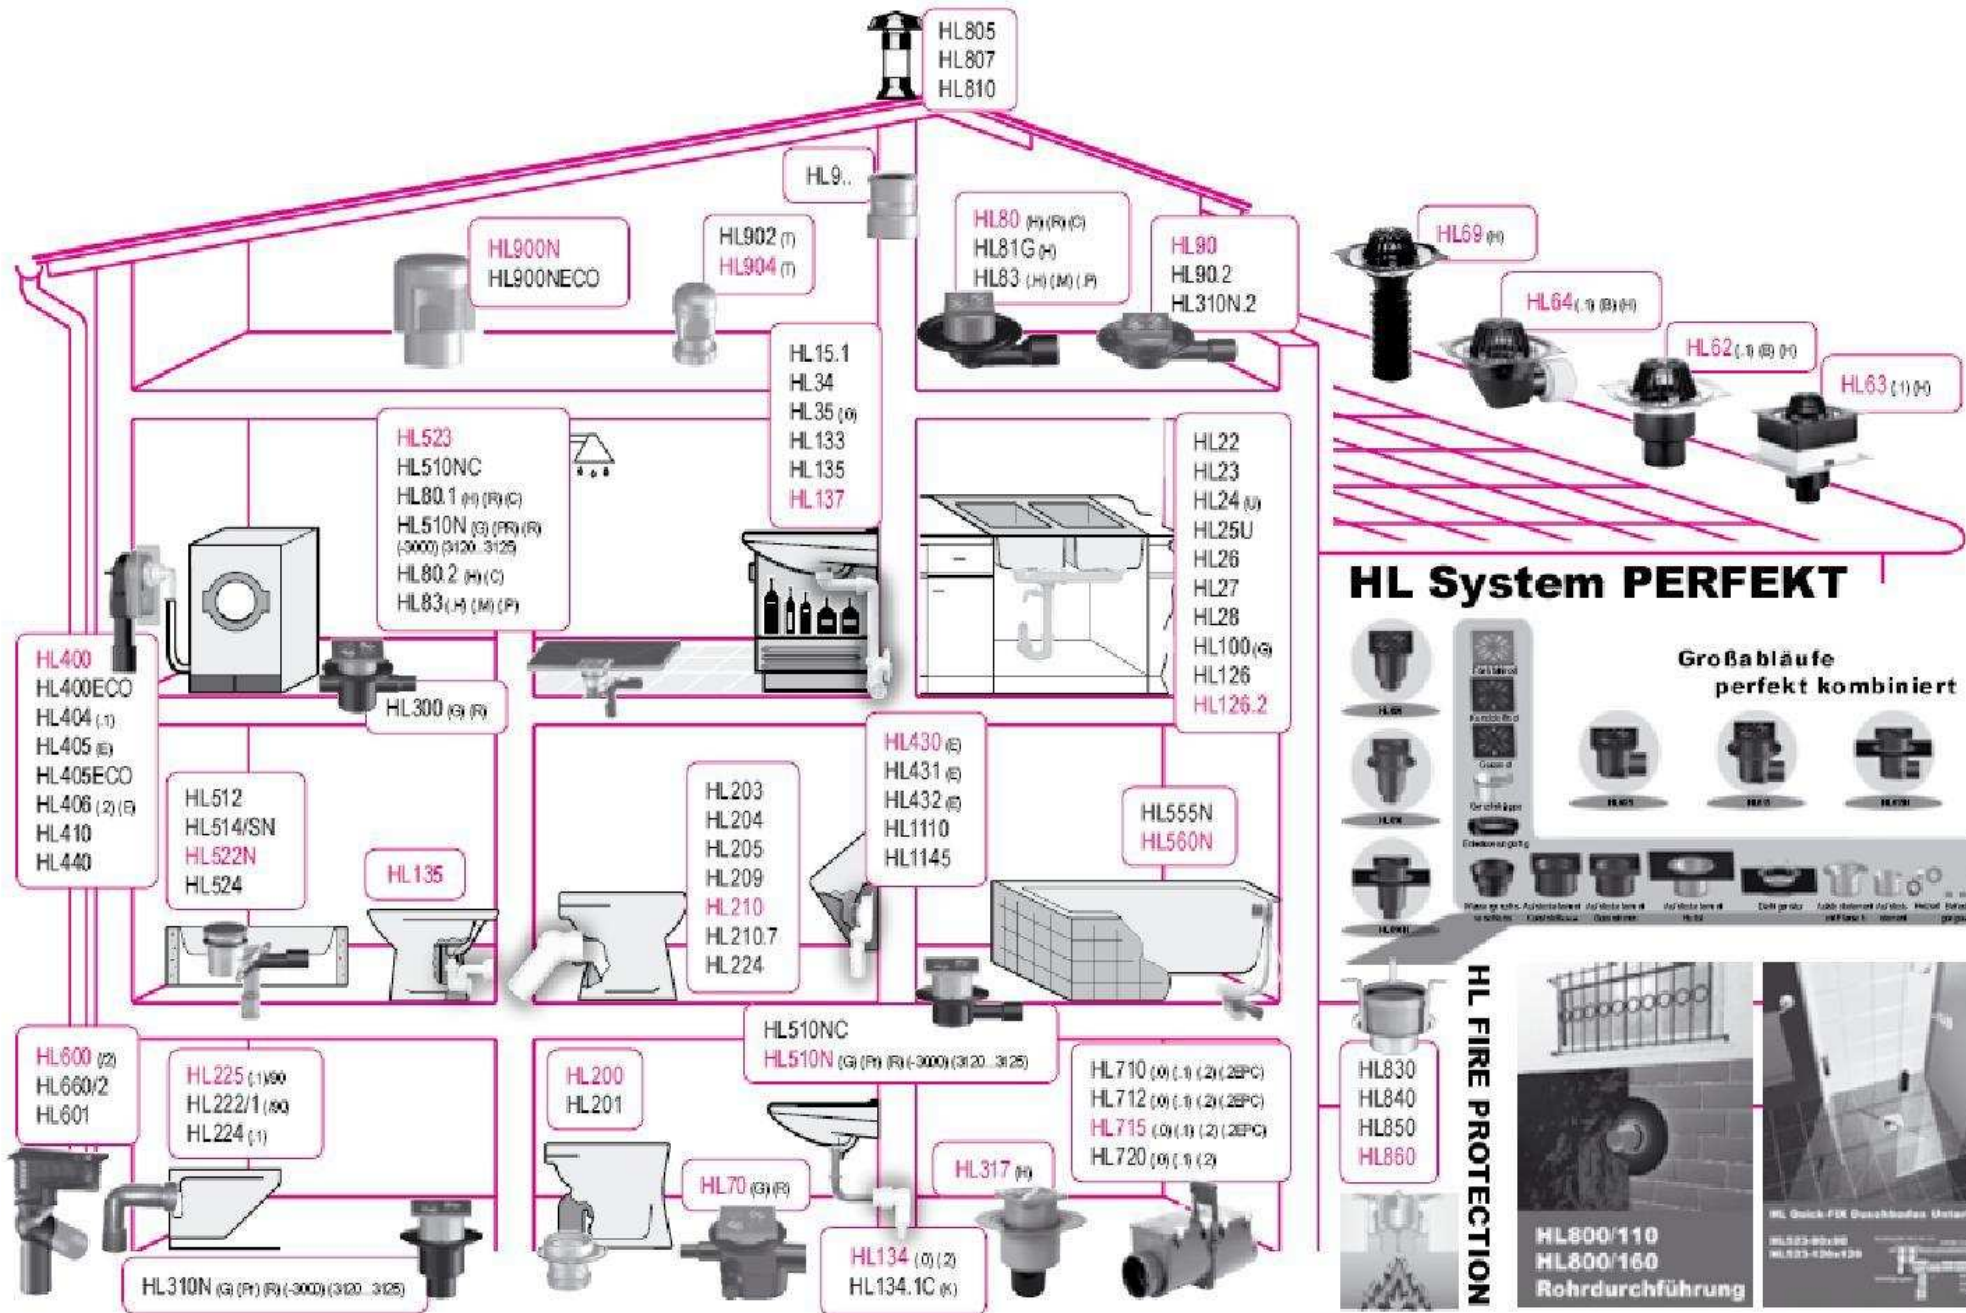 HL805
HL807
HL810
HL9..
HL900N
HL900NECO
HL902 (T)
HL904 (T)
HL80 (H) (R) (C)
HL81G (H)
HL83 (.H) (.M) (.P)
HL90
HL90.2
HL310N.2
HL69 (H)
HL64 (.1) (B) (H)
HL62 (.1) (B) (H)
HL63 (.1) (H)
HL15.1
HL34
HL35 (.0)
HL133
HL135
HL137
HL523
HL510NC
HL80.1 (H) (R) (C)
HL510N (G) (PR) (R)
(-3000) (3120...3125)
HL80.2 (H) (C)
HL83 (.H) (.M) (.P)
HL22
HL23
HL24 (U)
HL25U
HL26
HL27
HL28
HL100 (G)
HL126
HL126.2
HL400
HL400ECO
HL404 (.1)
HL405 (E)
HL405ECO
HL406 (.2) (E)
HL410
HL440
HL300 (G) (R)
HL512
HL514/SN
HL522N
HL524
HL135
HL203
HL204
HL205
HL209
HL210
HL210.7
HL224
HL430 (E)
HL431 (E)
HL432 (E)
HL1110
HL1145
HL555N
HL560N
HL System PERFEKT
Großabläufe
perfekt kombiniert
HL510NC
HL510N (G) (Pr) (R) (-3000) (3120...3125)
HL600 (/2)
HL660/2
HL601
HL225 (.1)/90
HL222/1 (/90)
HL224 (.1)
HL200
HL201
HL710 (.0) (.1) (.2) (.2EPC)
HL712 (.0) (.1) (.2) (.2EPC)
HL715 (.0) (.1) (.2) (.2EPC)
HL720 (.0) (.1) (.2)
HL830
HL840
HL850
HL860
HL70 (G) (R)
HL317 (H)
HL134 (.0) (.2)
HL134.1C (K)
HL310N (G) (Pr) (R) (-3000) (3120...3125)
HL FIRE PROTECTION
HL800/110
HL800/160
Rohrdurchführung